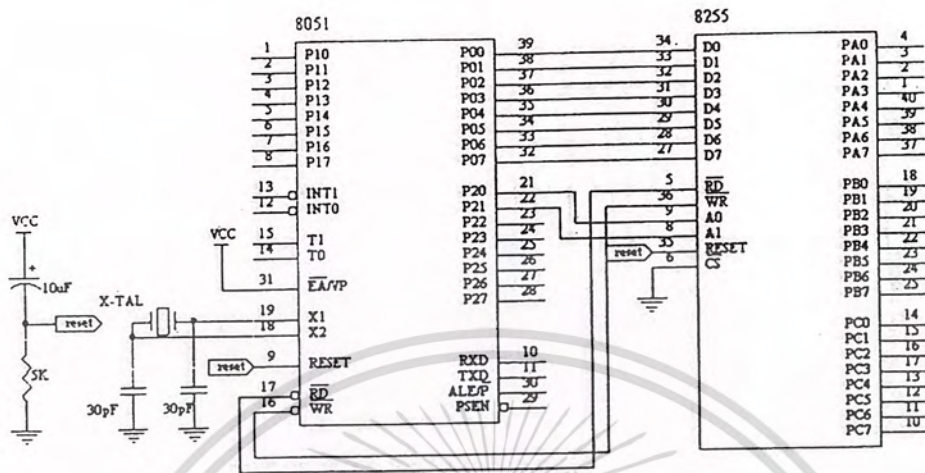 8051
8255
1 P10
2 P11
3 P12
4 P13
5 P14
6 P15
7 P16
8 P17
13 INT1
12 INT0
15 T1
14 T0
VCC
31 EA/VP
19 X1
18 X2
reset 9 RESET
17 RD
16 WR
P00 39
P01 38
P02 37
P03 36
P04 35
P05 34
P06 33
P07 32
P20 21
P21 22
P22 23
P23 24
P24 25
P25 26
P26 27
P27 28
RXD 10
TXD 11
ALE/P 30
PSEN 29
VCC
+
10uF
reset
5K
X-TAL
30pF
30pF
34 D0
33 D1
32 D2
31 D3
30 D4
29 D5
28 D6
27 D7
5 RD
36 WR
9 A0
8 A1
reset 35 RESET
6 CS
PA0 4
PA1 3
PA2 2
PA3 1
PA4 40
PA5 39
PA6 38
PA7 37
PB0 18
PB1 19
PB2 20
PB3 21
PB4 22
PB5 23
PB6 24
PB7 25
PC0 14
PC1 15
PC2 16
PC3 17
PC4 13
PC5 12
PC6 11
PC7 10